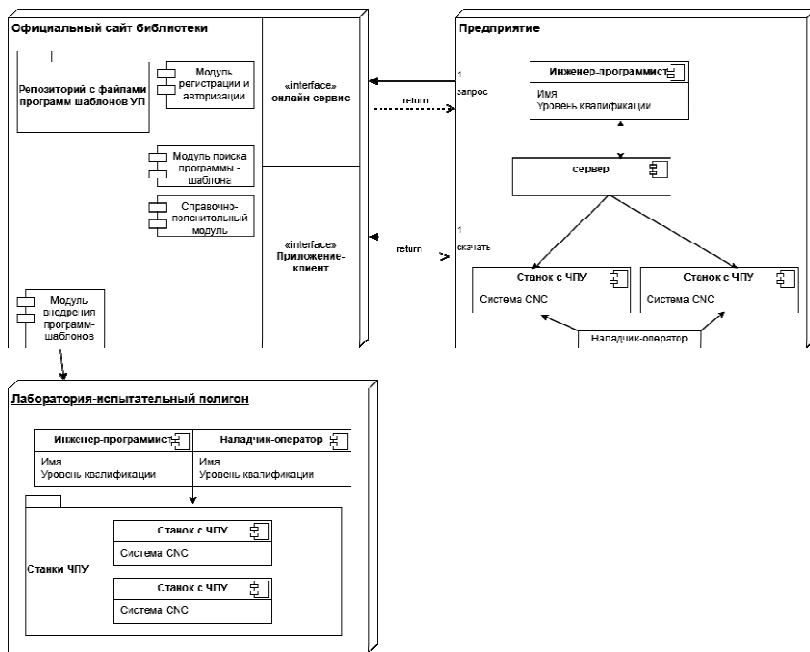 Официальный сайт библиотеки
Репозиторий с файлами
программ шаблонов УП
Модуль
регистрации и
авторизации
Модуль поиска
программы -
шаблона
Справочно-
Модуль
внедрения
программ-
шаблонов
«interface»
онлайн сервис
«interface»
Приложение-
клиент
return
return
Предприятие
1
запрос
1
скачать
Инженер-программист
Имя
Уровень квалификации
сервер
Станок с ЧПУ
Система CNC
Станок с ЧПУ
Система CNC
Наладчик-оператор
Лаборатория-испытательный полигон
Инженер-программист
Имя
Уровень квалификации
Наладчик-оператор
Имя
Уровень квалификации
Станки ЧПУ
Станок с ЧПУ
Система CNC
Станок с ЧПУ
Система CNC